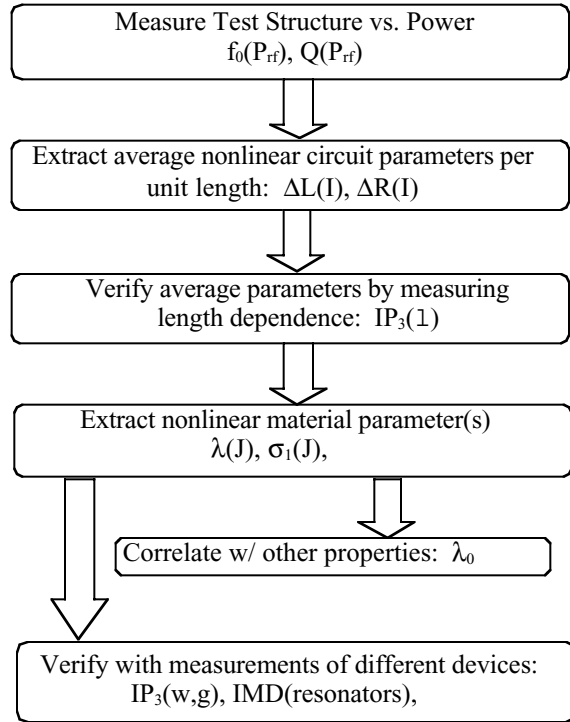 Measure Test Structure vs. Power
f₀(Pᵣf), Q(Pᵣf)
Extract average nonlinear circuit parameters per
unit length: ΔL(I), ΔR(I)
Verify average parameters by measuring
length dependence: IP₃(l)
Extract nonlinear material parameter(s)
λ(J), σ₁(J),
Correlate w/ other properties: λ₀
Verify with measurements of different devices:
IP₃(w,g), IMD(resonators),